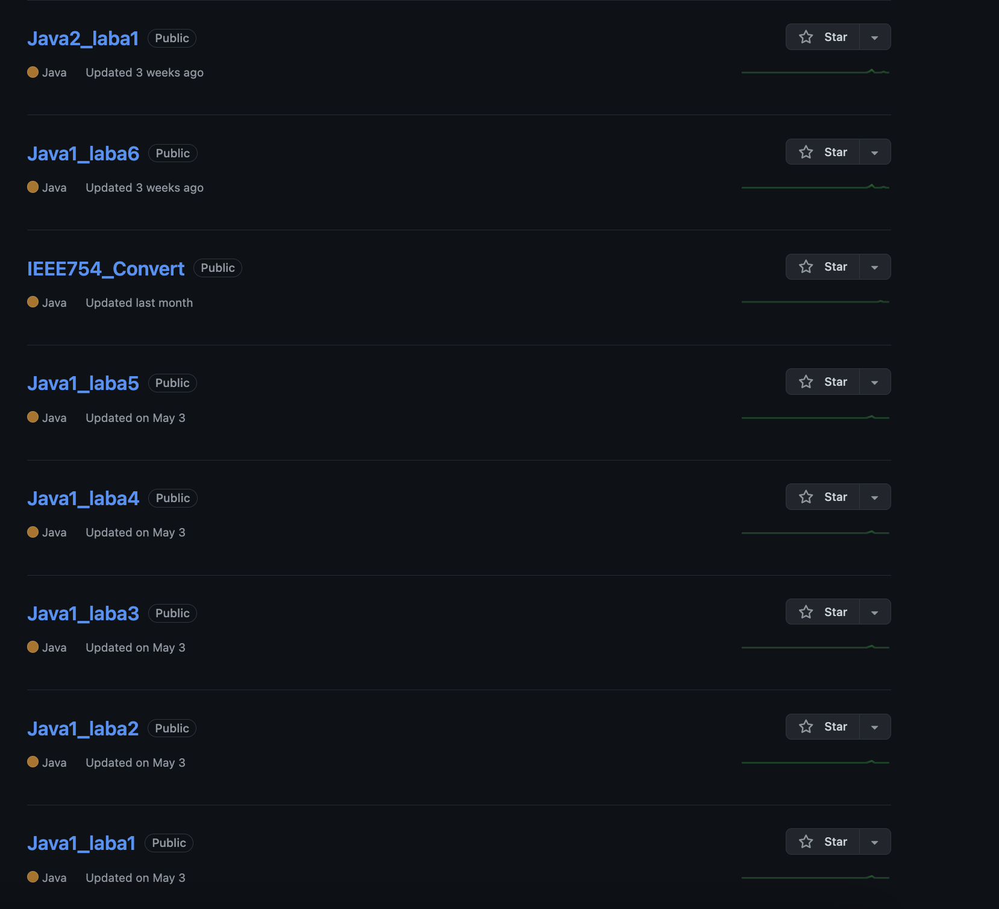 Java2_laba1 Public Star
Java Updated 3 weeks ago
Java1_laba6 Public Star
Java Updated 3 weeks ago
IEEE754_Convert Public Star
Java Updated last month
Java1_laba5 Public Star
Java Updated on May 3
Java1_laba4 Public Star
Java Updated on May 3
Java1_laba3 Public Star
Java Updated on May 3
Java1_laba2 Public Star
Java Updated on May 3
Java1_laba1 Public Star
Java Updated on May 3